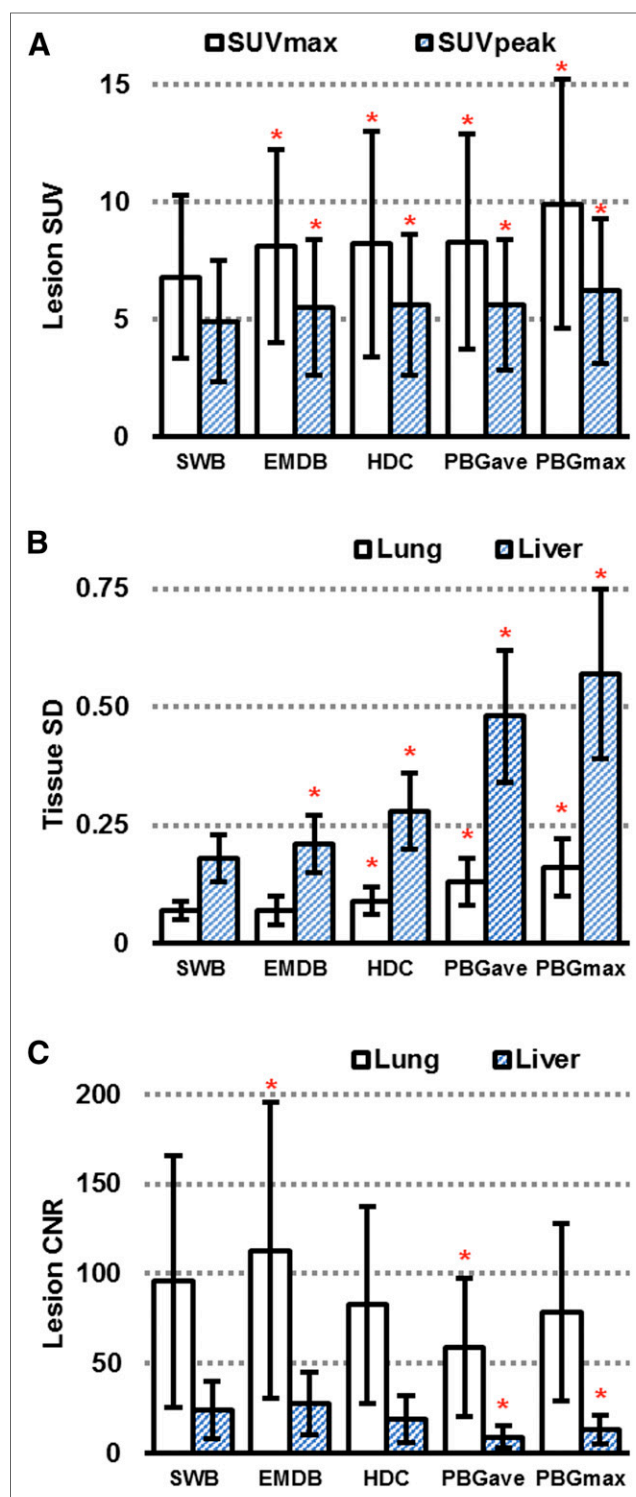 A
SUVmax SUVpeak
Lesion SUV
15
10
5
0
* * * * * * * *
SWB EMDB HDC PBGave PBGmax
B
Lung Liver
Tissue SD
0.75
0.50
0.25
0
* * * * * * *
SWB EMDB HDC PBGave PBGmax
C
Lung Liver
Lesion CNR
200
150
100
50
0
* * * *
SWB EMDB HDC PBGave PBGmax